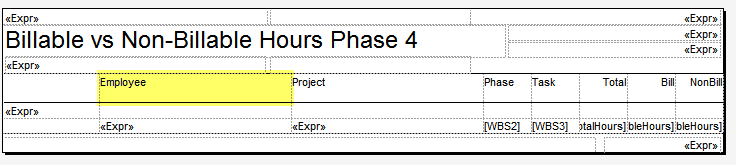 «Expr» «Expr»
Billable vs Non-Billable Hours Phase 4 «Expr»
«Expr»
«Expr»
Employee Project Phase Task Total Bill NonBill
«Expr»
«Expr» «Expr» [WBS2] [WBS3] otalHours] bleHours] bleHours]
«Expr»